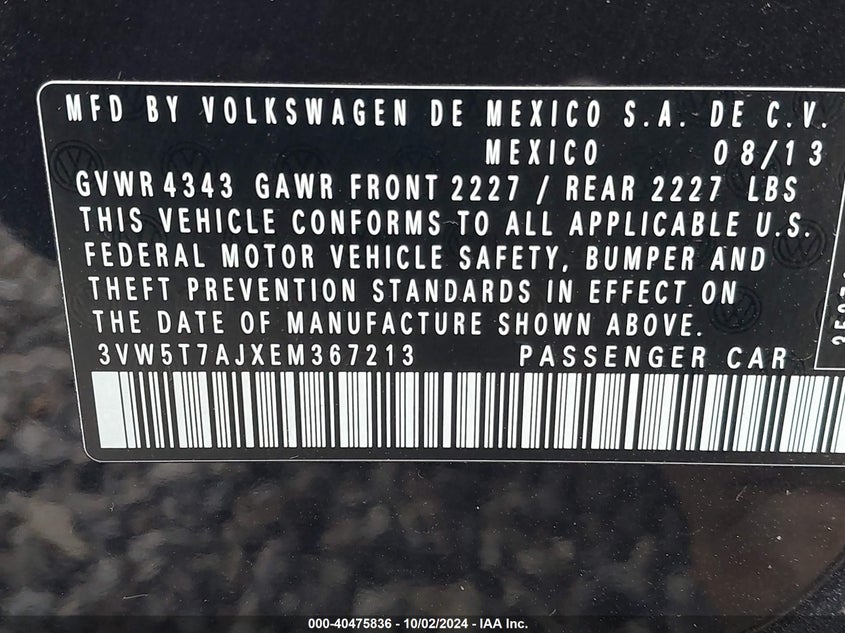 MFD BY VOLKSWAGEN DE MEXICO S.A. DE C.V.
MEXICO 08/13
GVWR 4343 GAWR FRONT 2227 / REAR 2227 LBS
THIS VEHICLE CONFORMS TO ALL APPLICABLE U.S.
FEDERAL MOTOR VEHICLE SAFETY, BUMPER AND
THEFT PREVENTION STANDARDS IN EFFECT ON
THE DATE OF MANUFACTURE SHOWN ABOVE.
3VW5T7AJXEM367213 PASSENGER CAR
000-40475836 - 10/02/2024 - IAA Inc.